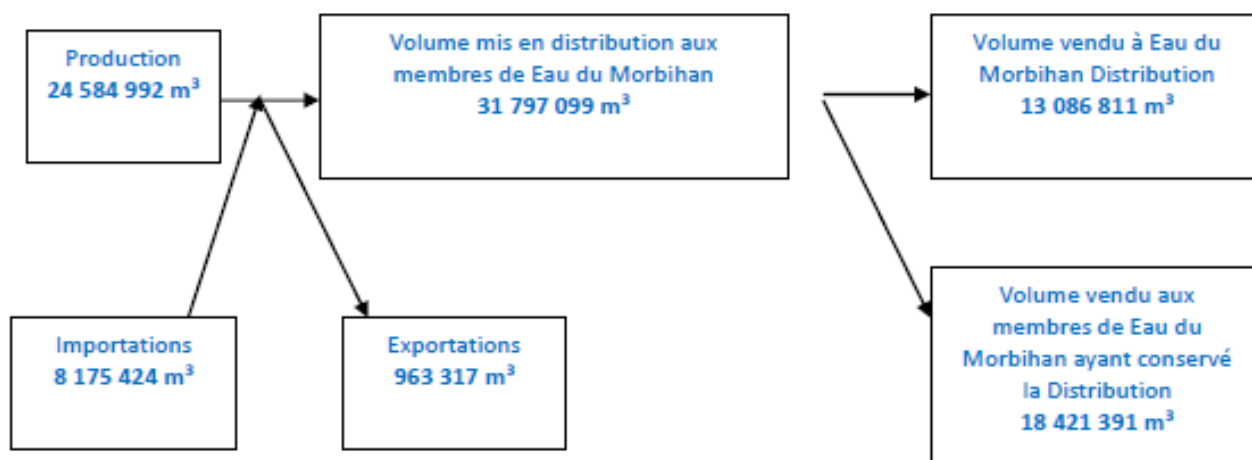 Production
24 584 992 m³
Volume mis en distribution aux
membres de Eau du Morbihan
31 797 099 m³
Volume vendu à Eau du
Morbihan Distribution
13 086 811 m³
Importations
8 175 424 m³
Exportations
963 317 m³
Volume vendu aux
membres de Eau du
Morbihan ayant conservé
la Distribution
18 421 391 m³